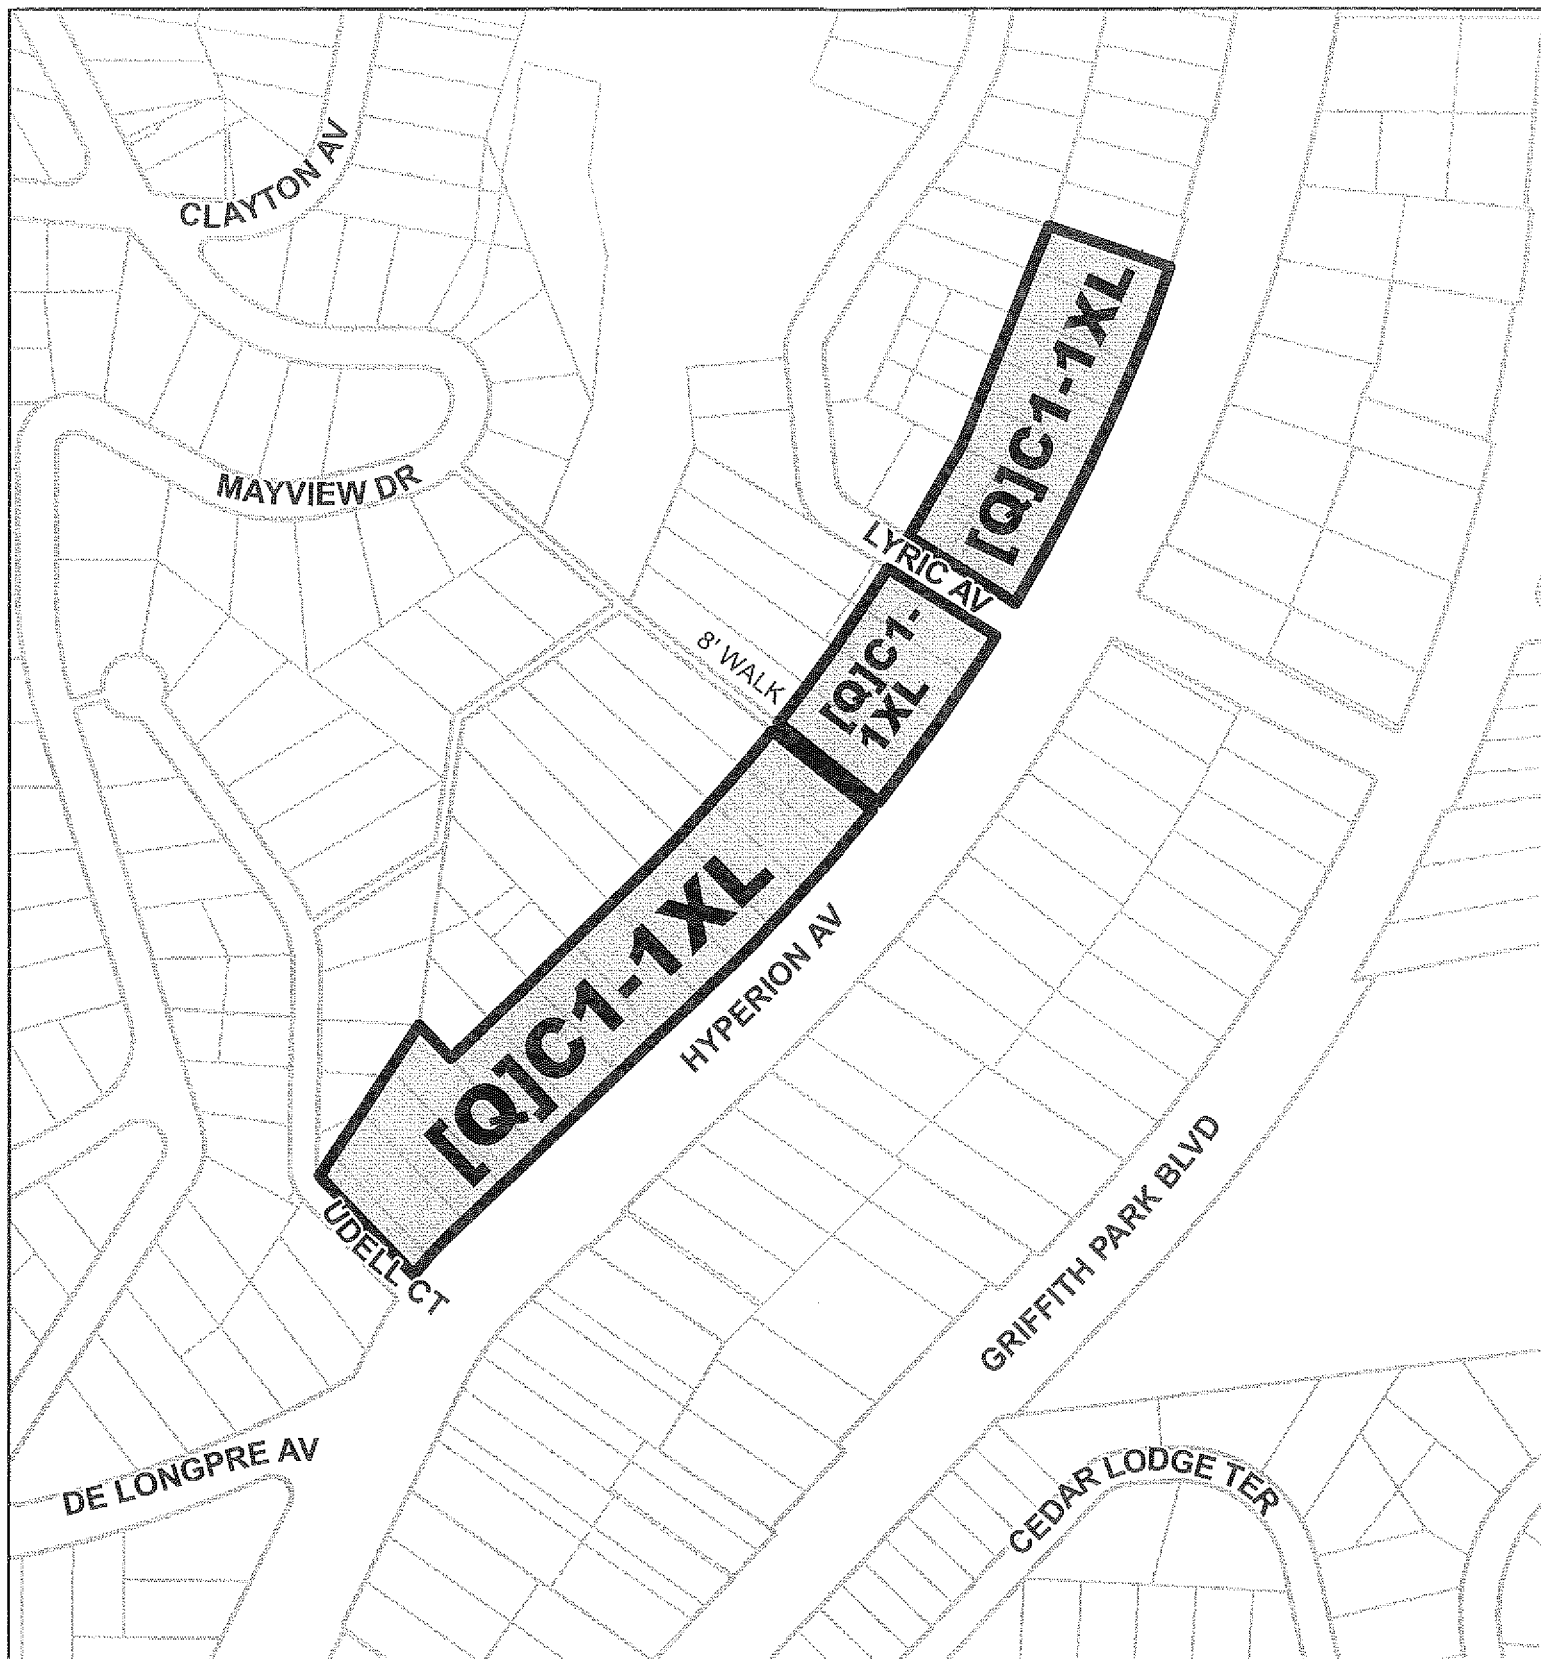 CLAYTON AV
[Q]C1-1XL
MAYVIEW DR
LYRIC AV
[Q]C1-
1XL
8' WALK
[Q]C1-1XL
HYPERION AV
UDELL CT
GRIFFITH PARK BLVD
DE LONGPRE AV
CEDAR LODGE TER